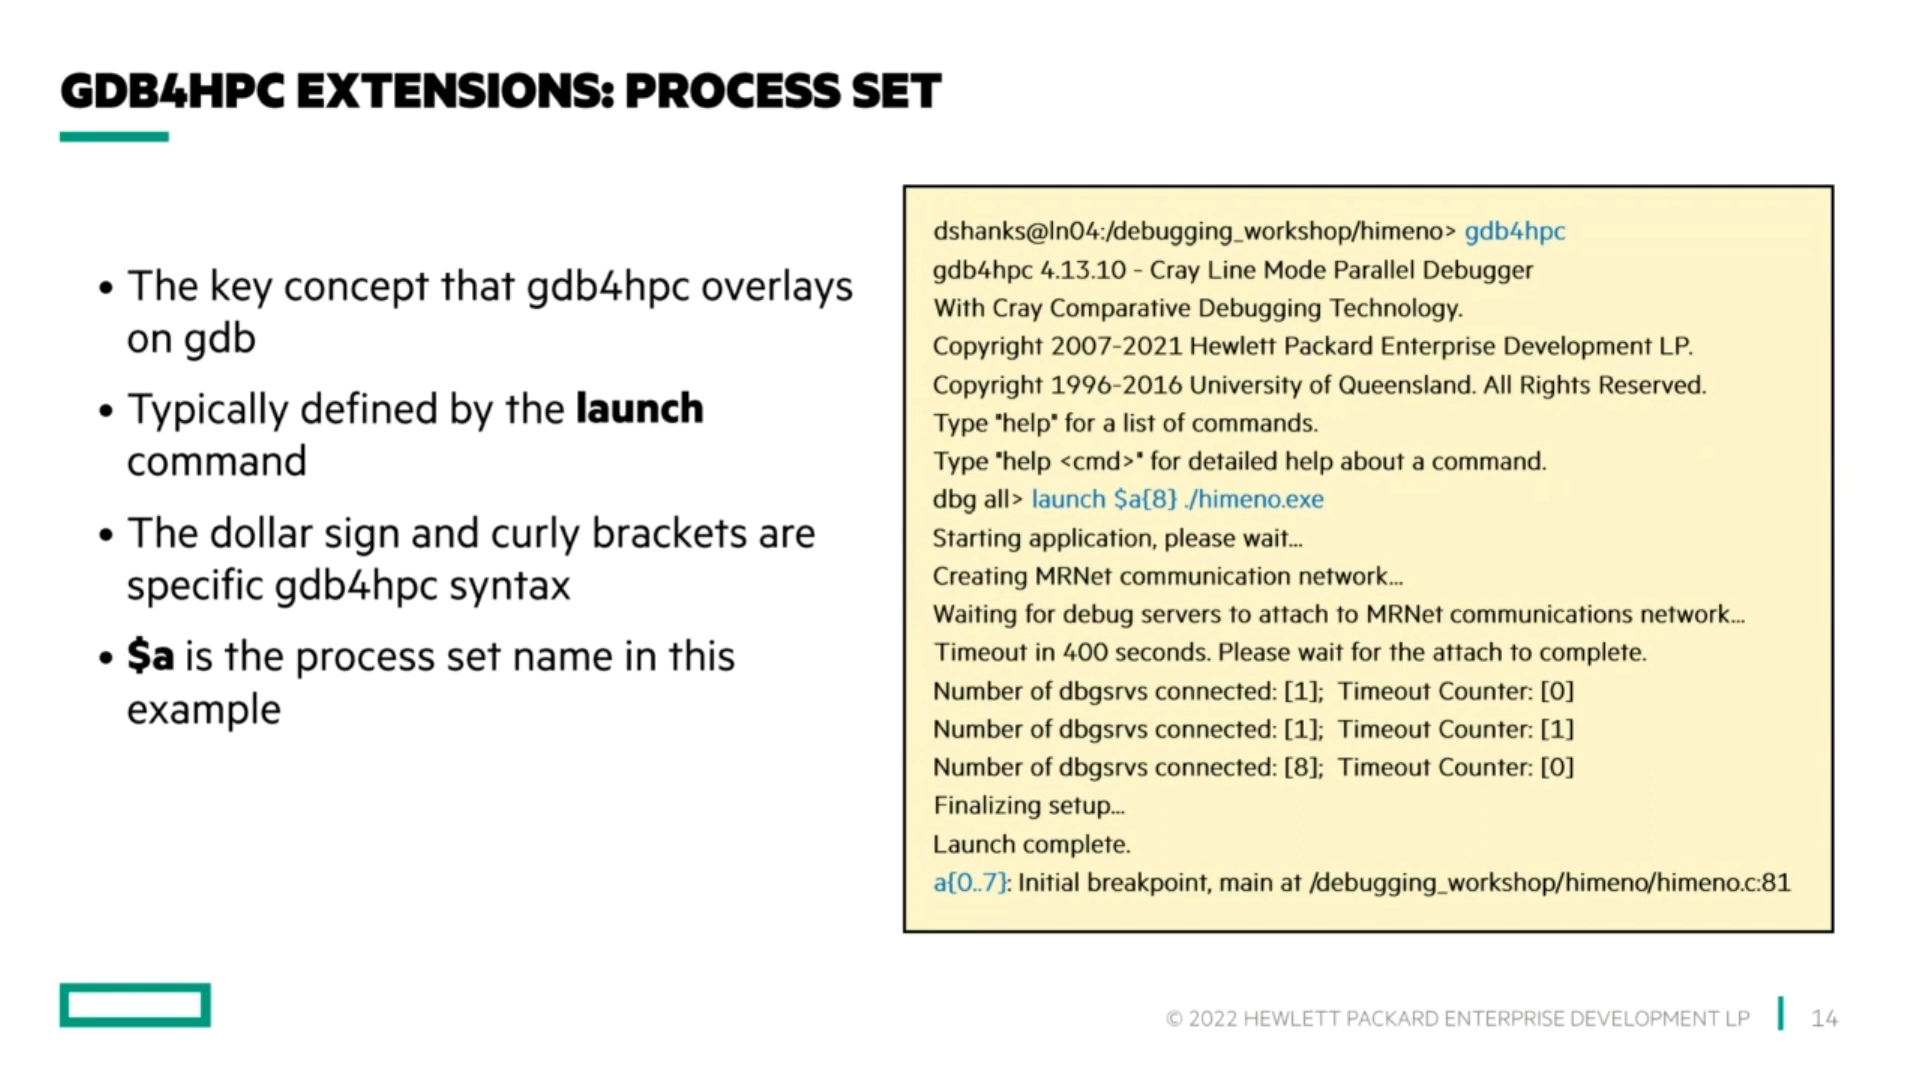 GDB4HPC EXTENSIONS: PROCESS SET
• The key concept that gdb4hpc overlays
on gdb
• Typically defined by the launch
command
• The dollar sign and curly brackets are
specific gdb4hpc syntax
• $a is the process set name in this
example
dshanks@ln04:/debugging_workshop/himeno> gdb4hpc
gdb4hpc 4.13.10 - Cray Line Mode Parallel Debugger
With Cray Comparative Debugging Technology.
Copyright 2007-2021 Hewlett Packard Enterprise Development LP.
Copyright 1996-2016 University of Queensland. All Rights Reserved.
Type "help" for a list of commands.
Type "help <cmd>" for detailed help about a command.
dbg all> launch $a{8} ./himeno.exe
Starting application, please wait...
Creating MRNet communication network...
Waiting for debug servers to attach to MRNet communications network...
Timeout in 400 seconds. Please wait for the attach to complete.
Number of dbgsrvs connected: [1];  Timeout Counter: [0]
Number of dbgsrvs connected: [1];  Timeout Counter: [1]
Number of dbgsrvs connected: [8];  Timeout Counter: [0]
Finalizing setup...
Launch complete.
a{0..7}: Initial breakpoint, main at /debugging_workshop/himeno/himeno.c:81
© 2022 HEWLETT PACKARD ENTERPRISE DEVELOPMENT LP
14